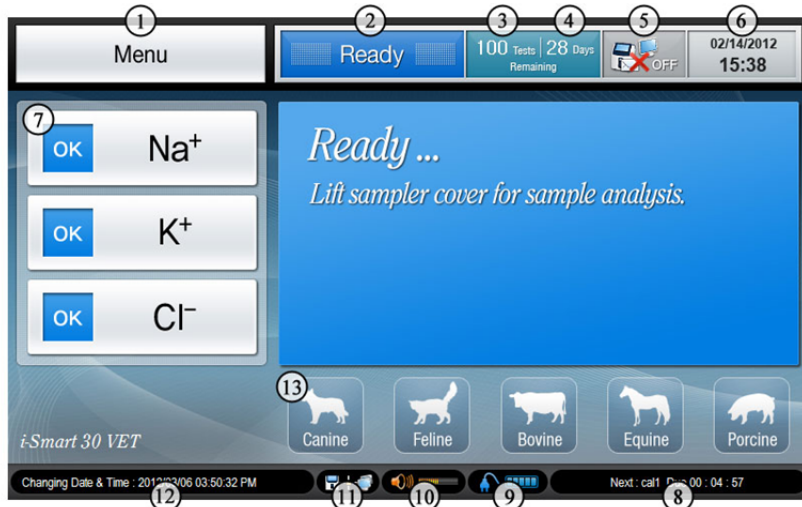 1 2 3 4 5 6
Menu
Ready
100 Tests 28 Days
Remaining
OFF
02/14/2012
15:38
7
OK Na⁺
OK K⁺
OK Cl⁻
Ready ...
Lift sampler cover for sample analysis.
13
Canine Feline Bovine Equine Porcine
i-Smart 30 VET
Changing Date & Time : 2012/03/06 03:50:32 PM
Next : cal1 Due 00 : 04 : 57
12 11 10 9 8